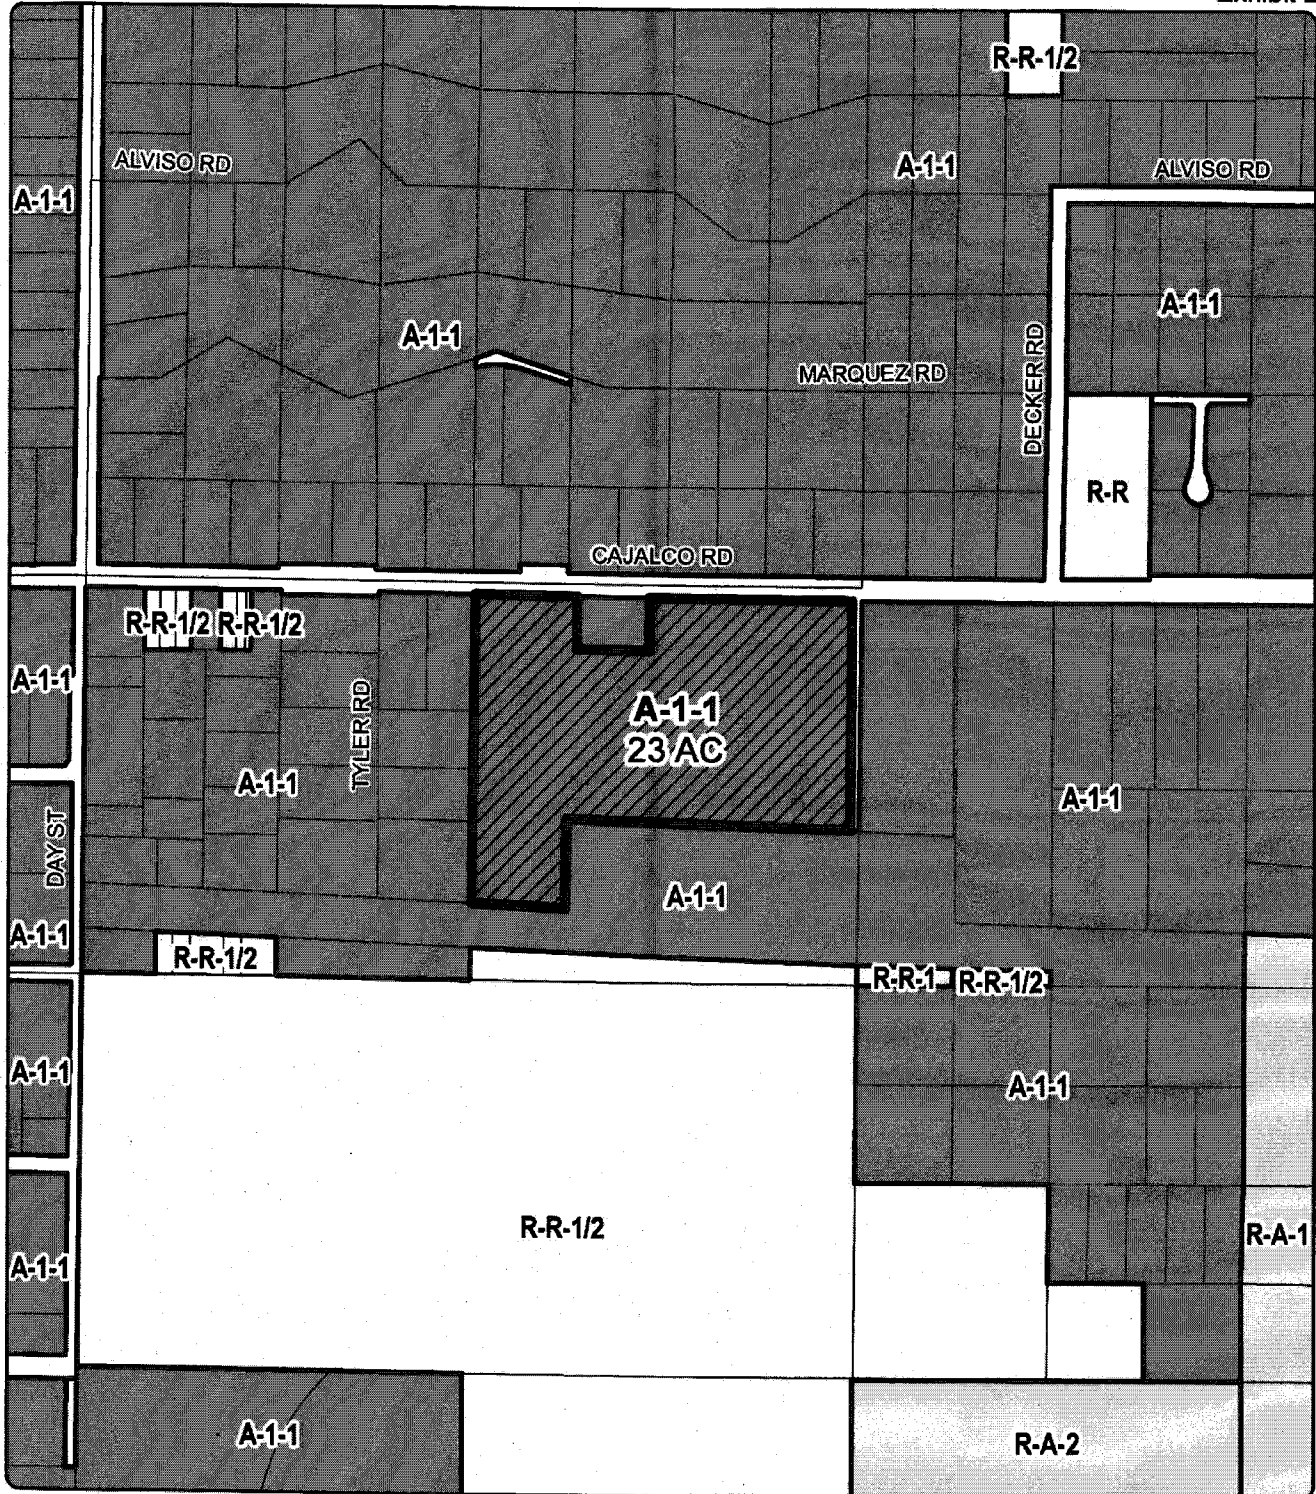 R-R-1/2
ALVISO RD
A-1-1
ALVISO RD
A-1-1
A-1-1
A-1-1
DECKER RD
MARQUEZ RD
R-R
CAJALCO RD
R-R-1/2 R-R-1/2
A-1-1
A-1-1
23 AC
TYLER RD
A-1-1
A-1-1
DAY ST
A-1-1
A-1-1
R-R-1/2
R-R-1
R-R-1/2
A-1-1
A-1-1
R-R-1/2
R-A-1
A-1-1
A-1-1
R-A-2